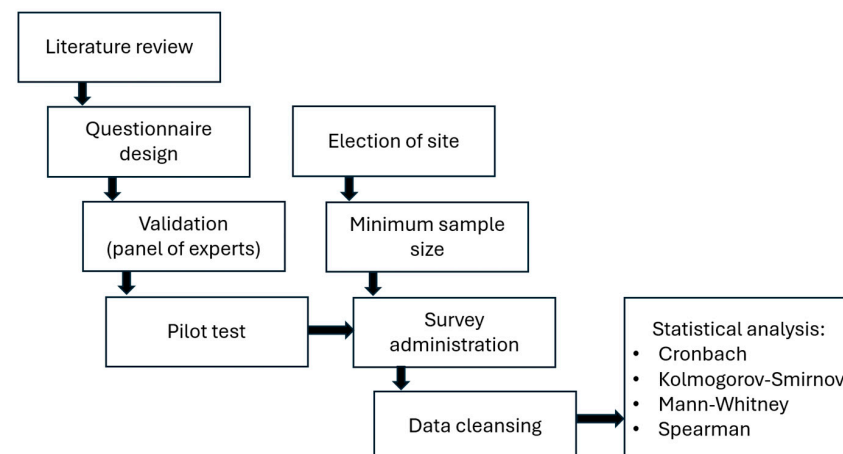 Literature review
Questionnaire
design
Election of site
Validation
(panel of experts)
Minimum sample
size
Pilot test
Survey
administration
Data cleansing
Statistical analysis:
• Cronbach
• Kolmogorov-Smirnov
• Mann-Whitney
• Spearman